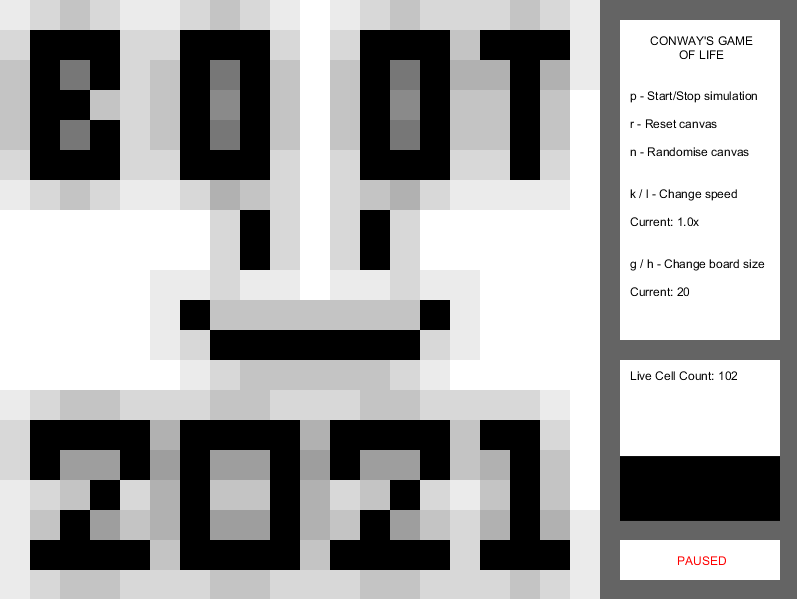 BOOT
2021
CONWAY'S GAME
OF LIFE
p - Start/Stop simulation
r - Reset canvas
n - Randomise canvas
k / l - Change speed
Current: 1.0x
g / h - Change board size
Current: 20
Live Cell Count: 102
PAUSED